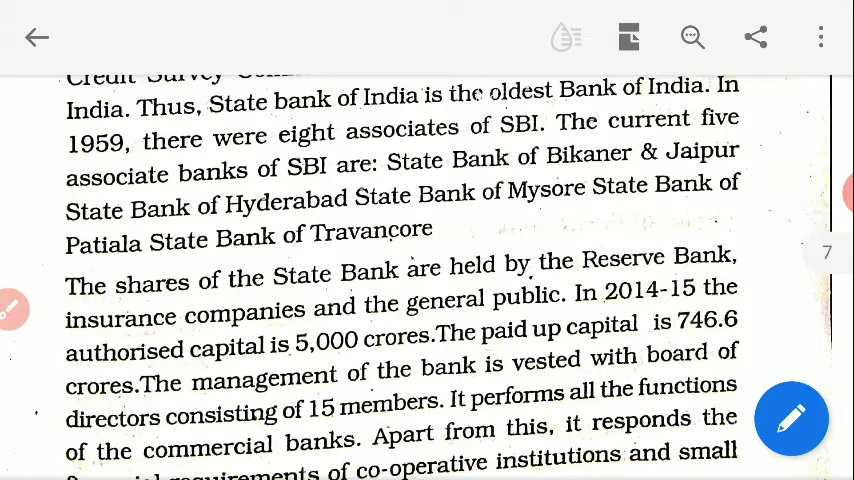 Credit Survey
India. Thus, State bank of India is the oldest Bank of India. In
1959, there were eight associates of SBI. The current five
associate banks of SBI are: State Bank of Bikaner & Jaipur
State Bank of Hyderabad State Bank of Mysore State Bank of
Patiala State Bank of Travancore
The shares of the State Bank are held by the Reserve Bank,
insurance companies and the general public. In 2014-15 the
authorised capital is 5,000 crores.The paid up capital is 746.6
crores.The management of the bank is vested with board of
directors consisting of 15 members. It performs all the functions
of the commercial banks. Apart from this, it responds the
requirements of co-operative institutions and small
7